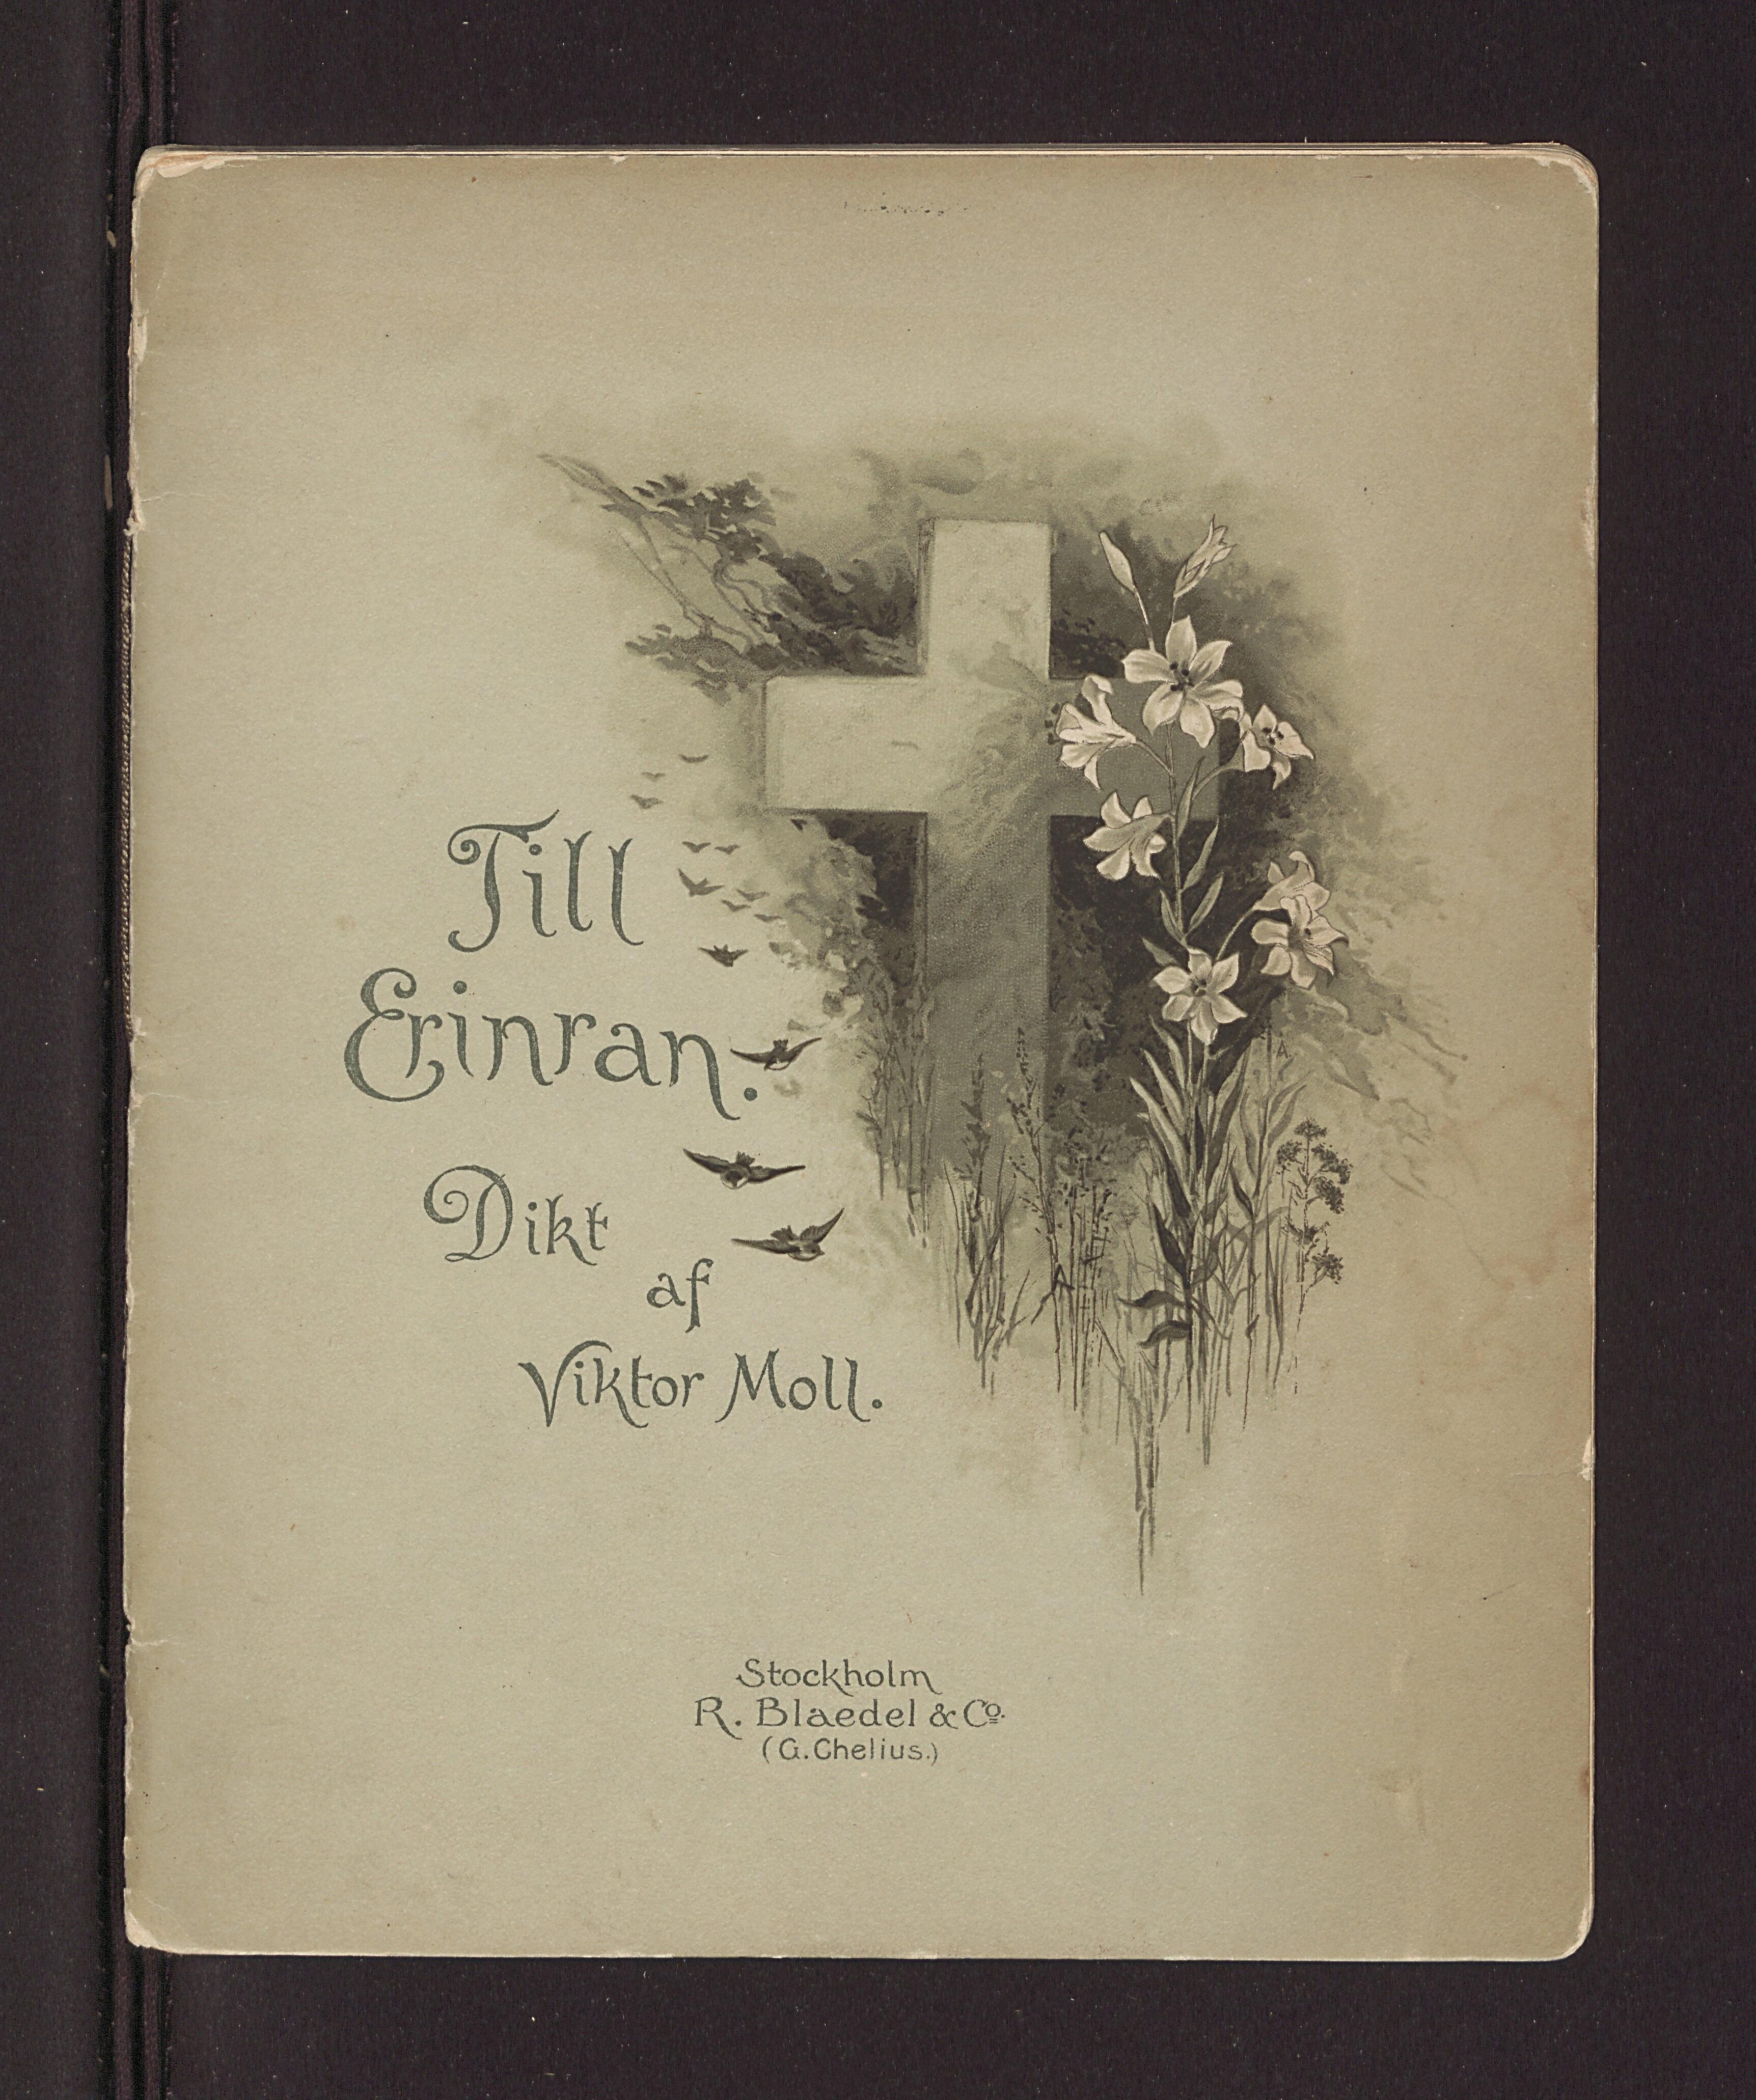 Till
Erinran.
Dikt
af
Viktor Moll.
Stockholm
R. Blaedel & Co.
(G. Chelius.)